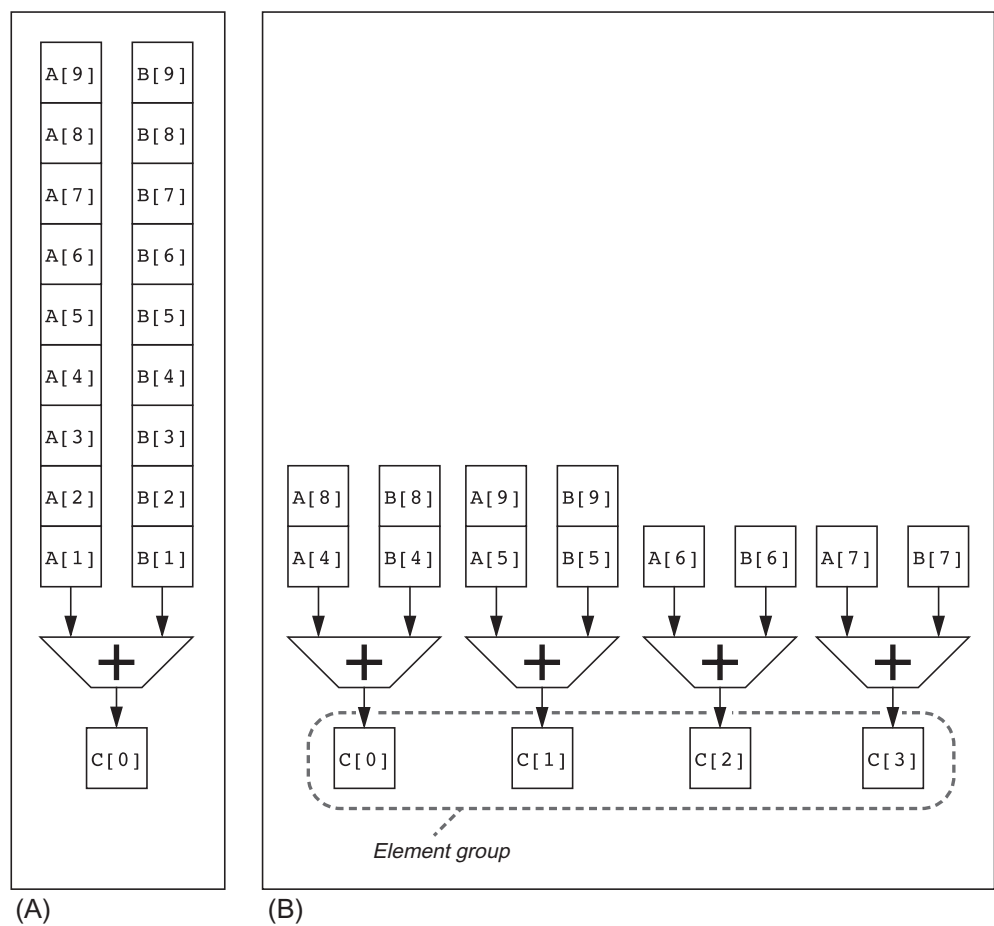 A[9] B[9]
A[8] B[8]
A[7] B[7]
A[6] B[6]
A[5] B[5]
A[4] B[4]
A[3] B[3]
A[2] B[2]
A[1] B[1]
+
C[0]
(A)
A[8] B[8] A[9] B[9]
A[4] B[4] A[5] B[5] A[6] B[6] A[7] B[7]
+ + + +
C[0] C[1] C[2] C[3]
Element group
(B)